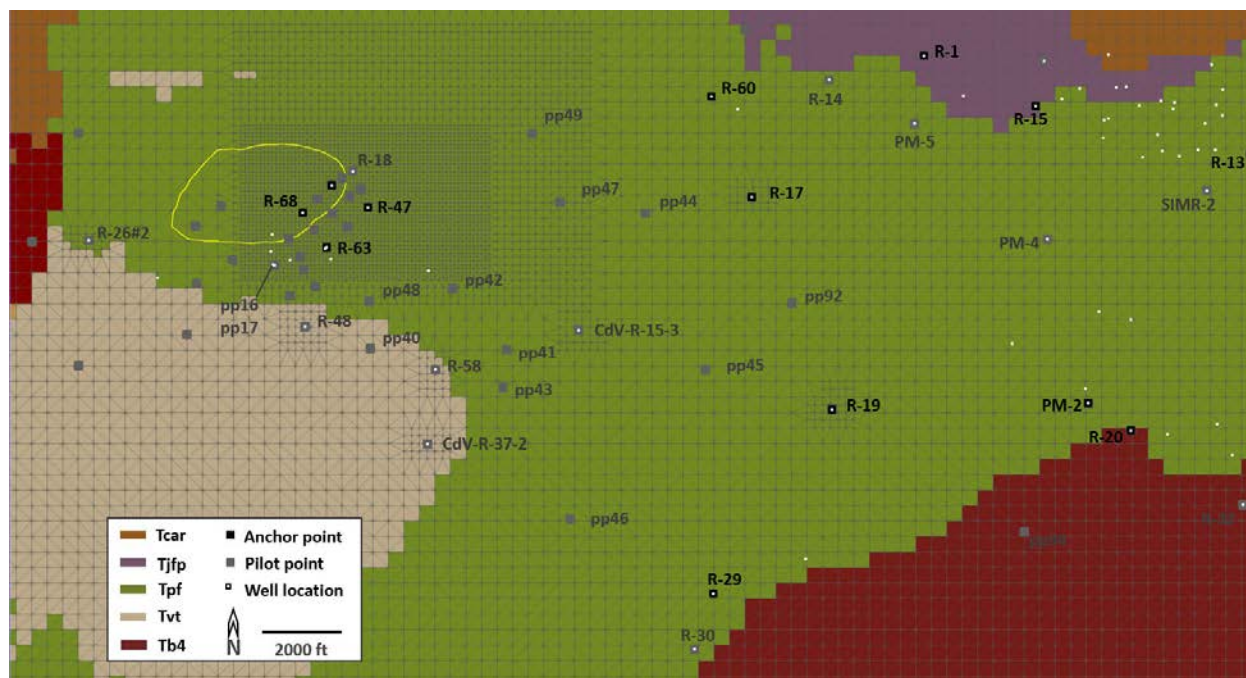 R-1
R-60
R-14
R-15
pp49
PM-5
R-18
R-13
pp47
R-17
R-68
R-47
pp44
SIMR-2
R-26#2
R-63
PM-4
pp42
pp16
pp48
pp92
pp17
R-48
CdV-R-15-3
pp40
pp41
R-58
pp45
pp43
R-19
PM-2
R-20
CdV-R-37-2
pp46
Tcar
Anchor point
Tjfp
Pilot point
Tpf
Well location
Tvt
Tb4
N
2000 ft
R-29
R-30